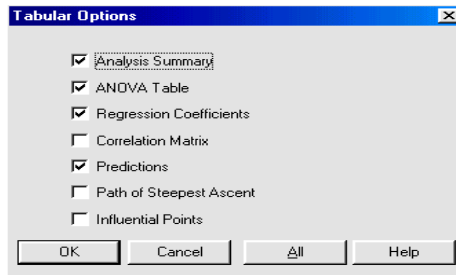 Tabular Options
Analysis Summary
ANOVA Table
Regression Coefficients
Correlation Matrix
Predictions
Path of Steepest Ascent
Influential Points
OK Cancel All Help